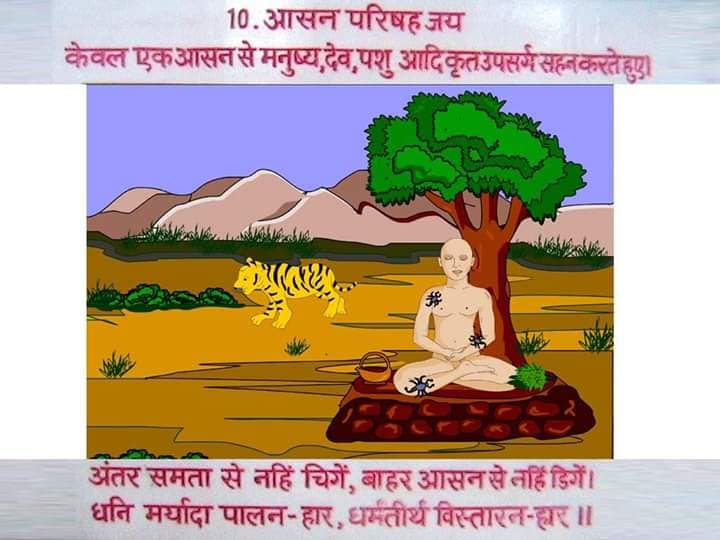 10. आसन परिषह जय
केवल एक आसन से मनुष्य, देव, पशु आदि कृत उपसर्ग सहन करते हुए।
अंतर समता से नहिं चिगें, बाहर आसन से नहिं डिगें।
धनि मर्यादा पालन-हार, धर्मतीर्थ विस्तारन-हार ॥